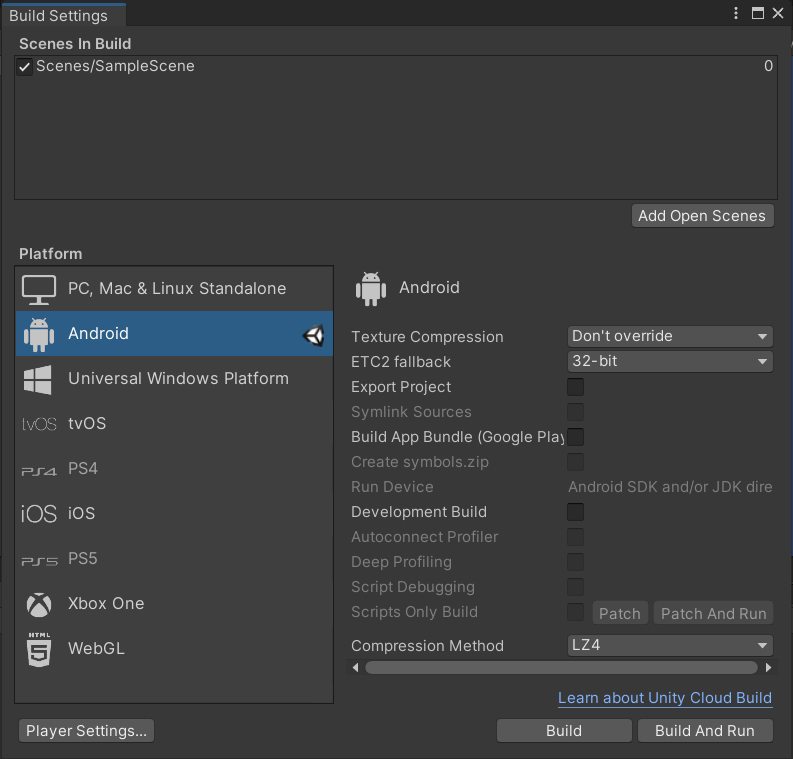 Build Settings
Scenes In Build
Scenes/SampleScene 0
Add Open Scenes
Platform
PC, Mac & Linux Standalone
Android
Universal Windows Platform
tvOS tvOS
PS4 PS4
iOS iOS
PS5 PS5
Xbox One
HTML 5 WebGL
Android
Texture Compression Don't override
ETC2 fallback 32-bit
Export Project
Symlink Sources
Build App Bundle (Google Play
Create symbols.zip
Run Device Android SDK and/or JDK dire
Development Build
Autoconnect Profiler
Deep Profiling
Script Debugging
Scripts Only Build Patch Patch And Run
Compression Method LZ4
Learn about Unity Cloud Build
Player Settings... Build Build And Run